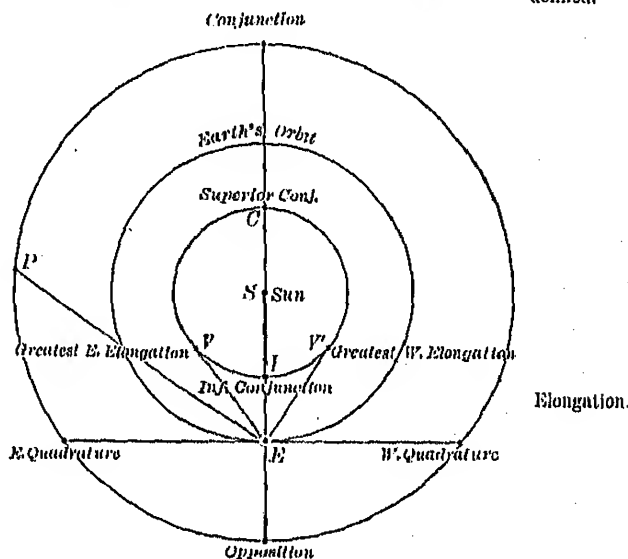 Conjunction
Earth's Orbit
Superior Conj.
C
P
S Sun
V V'
Greatest E. Elongation Greatest W. Elongation
I
Inf. Conjunction
Elongation.
E. Quadrature E W. Quadrature
Opposition